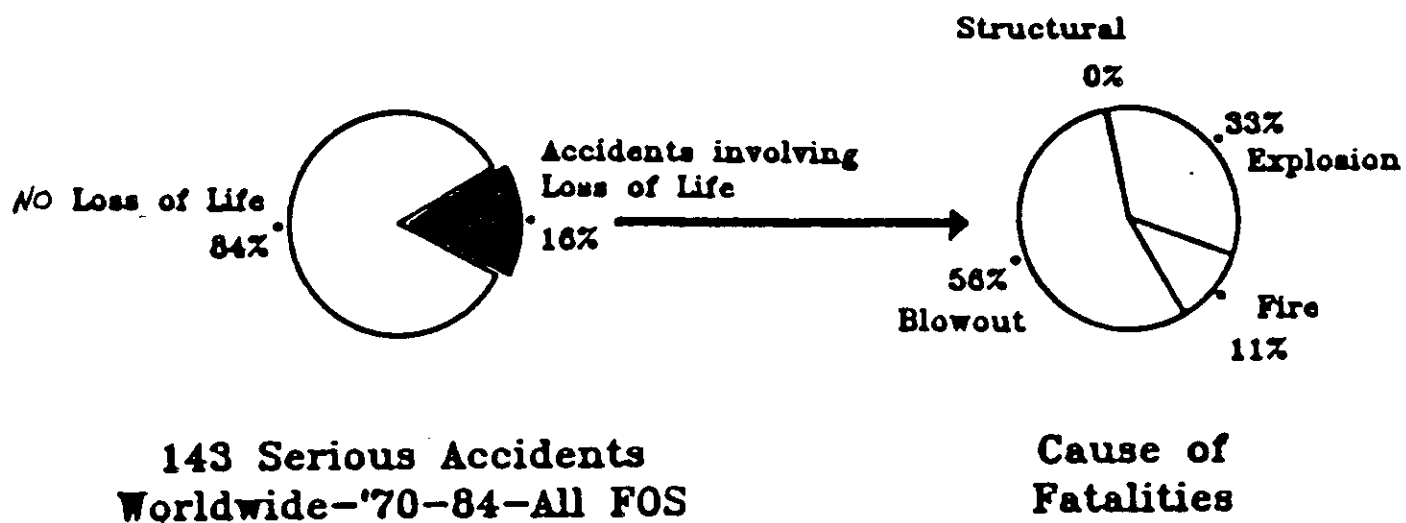 Structural
0%
33%
Explosion
Accidents involving
Loss of Life
16%
NO Loss of Life
84%
56%
Blowout
Fire
11%
143 Serious Accidents
Worldwide-'70-84-All FOS
Cause of
Fatalities